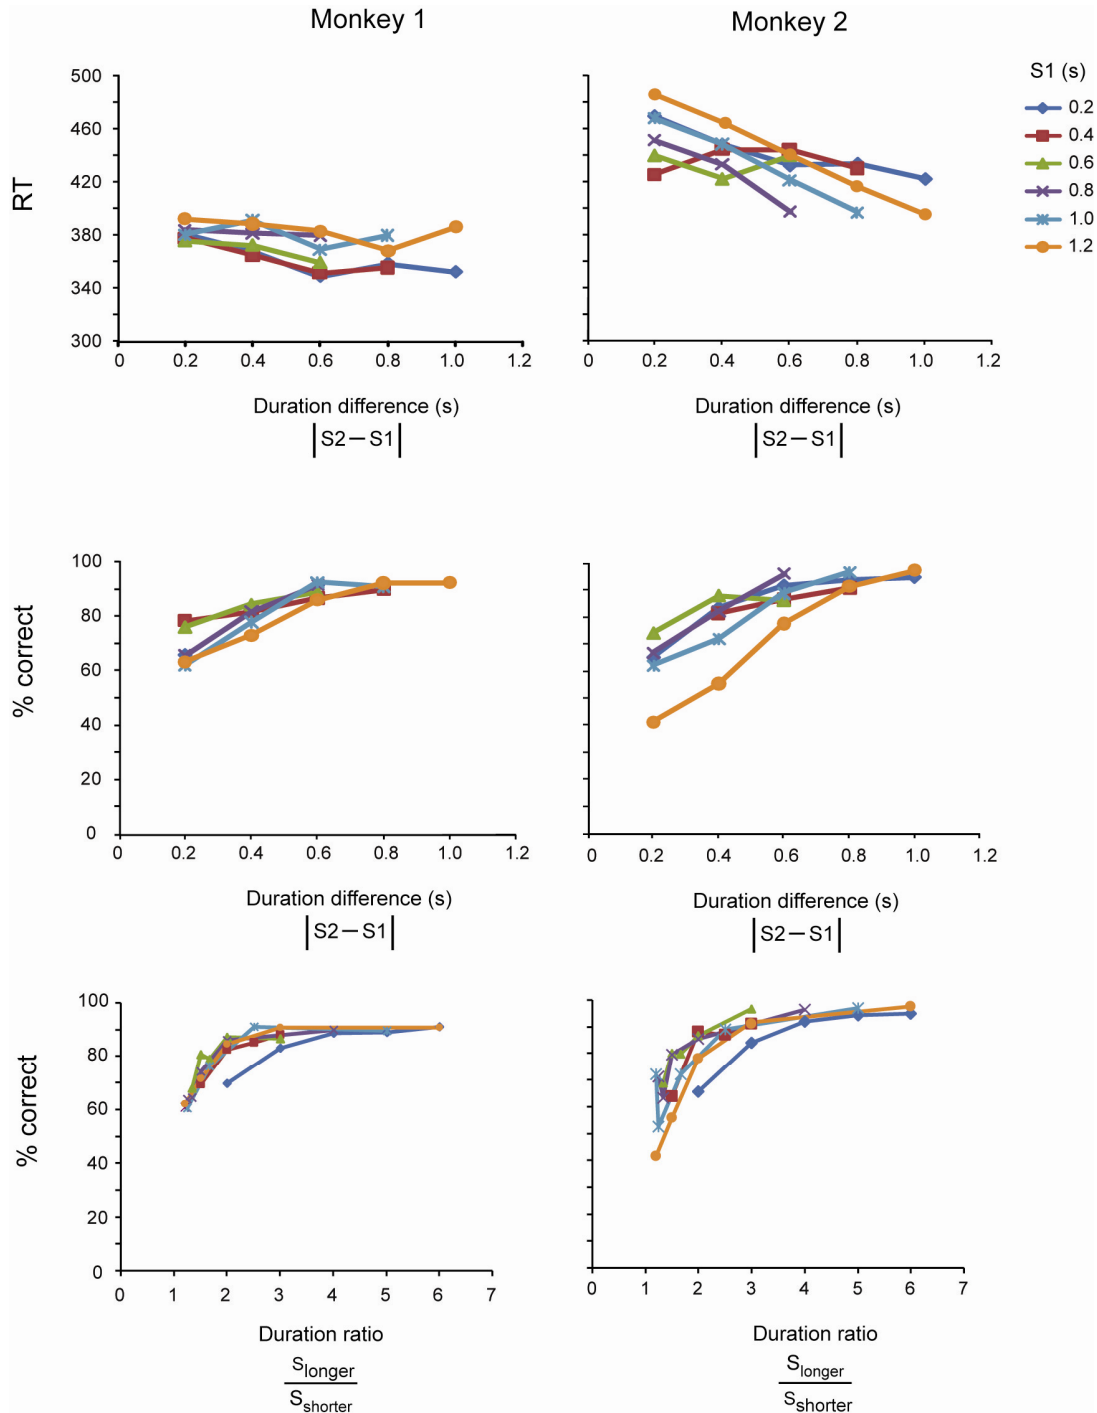 Monkey 1
Monkey 2
S1 (s)
0.2
0.4
0.6
0.8
1.0
1.2
RT
500
460
420
380
340
300
0 0.2 0.4 0.6 0.8 1.0 1.2
Duration difference (s)
|S2 − S1|
0 0.2 0.4 0.6 0.8 1.0 1.2
Duration difference (s)
|S2 − S1|
% correct
100
80
60
40
20
0
0 0.2 0.4 0.6 0.8 1.0 1.2
Duration difference (s)
|S2 − S1|
0 0.2 0.4 0.6 0.8 1.0 1.2
Duration difference (s)
|S2 − S1|
% correct
100
80
60
40
20
0
0 1 2 3 4 5 6 7
Duration ratio
S longer
S shorter
0 1 2 3 4 5 6 7
Duration ratio
S longer
S shorter